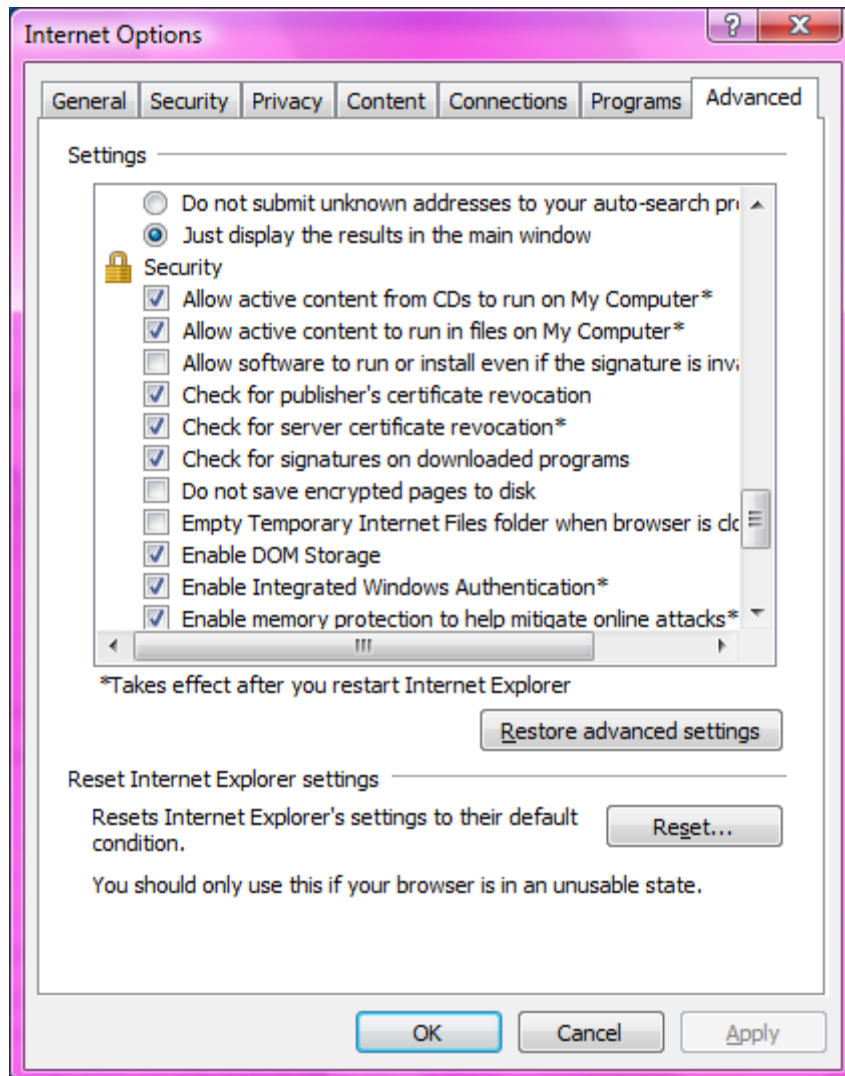 Internet Options
General Security Privacy Content Connections Programs Advanced
Settings
Do not submit unknown addresses to your auto-search
Just display the results in the main window
Security
Allow active content from CDs to run on My Computer*
Allow active content to run in files on My Computer*
Allow software to run or install even if the signature is
Check for publisher's certificate revocation
Check for server certificate revocation*
Check for signatures on downloaded programs
Do not save encrypted pages to disk
Empty Temporary Internet Files folder when browser is
Enable DOM Storage
Enable Integrated Windows Authentication*
Enable memory protection to help mitigate online attacks*
*Takes effect after you restart Internet Explorer
Restore advanced settings
Reset Internet Explorer settings
Resets Internet Explorer's settings to their default
condition.
Reset...
You should only use this if your browser is in an unusable state.
OK Cancel Apply